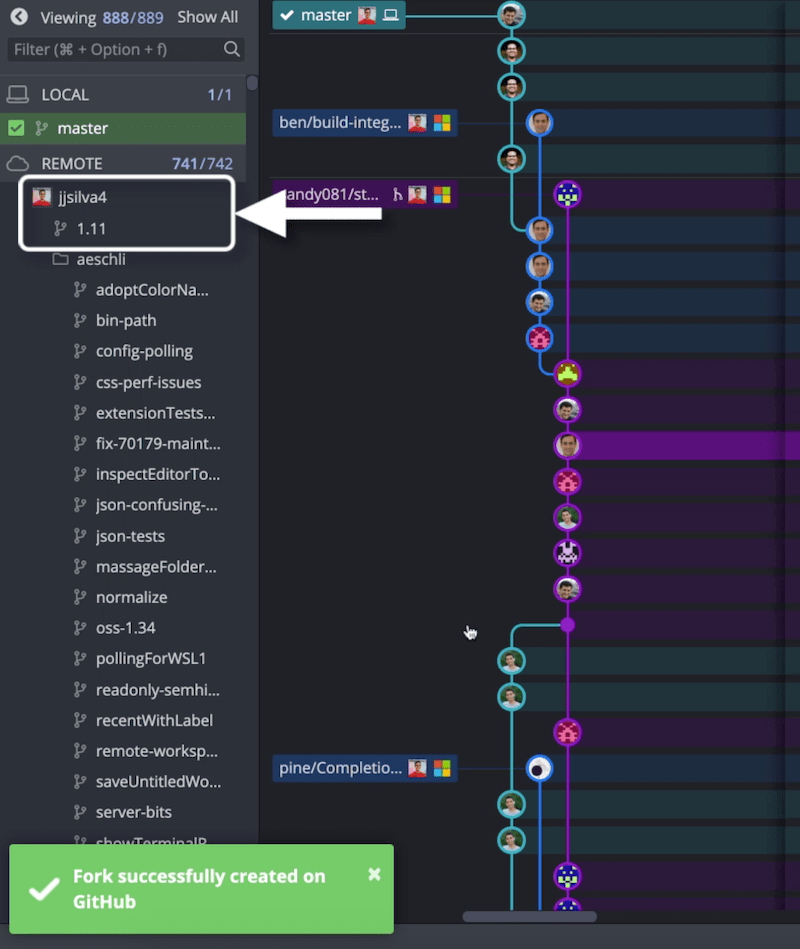 Viewing 888/889 Show All
Filter (⌘ + Option + f)
LOCAL 1/1
master
REMOTE 741/742
jjsilva4
1.11
aeschli
adoptColorNa...
bin-path
config-polling
css-perf-issues
extensionTests...
fix-70179-maint...
inspectEditorTo...
json-confusing-...
json-tests
massageFolder...
normalize
oss-1.34
pollingForWSL1
readonly-semhi...
recentWithLabel
remote-worksp...
saveUntitledWo...
server-bits
Fork successfully created on
GitHub
master
ben/build-integ...
andy081/st...
pine/Completio...